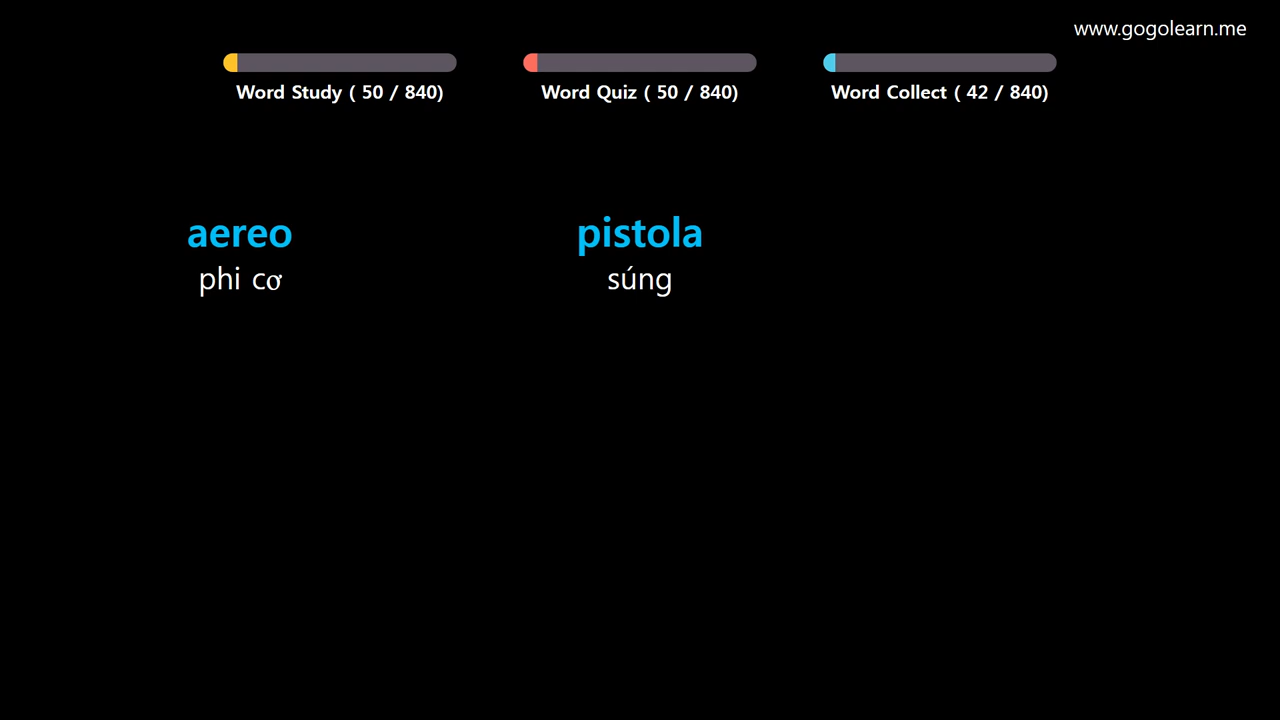 www.gogolearn.me
Word Study ( 50 / 840)
Word Quiz ( 50 / 840)
Word Collect ( 42 / 840)
aereo
phi cơ
pistola
súng